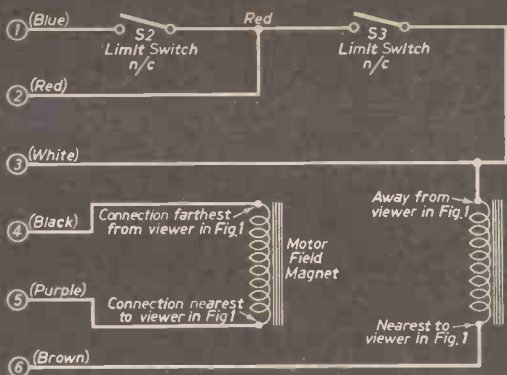 1 (Blue)
S2
Limit Switch
n/c
Red
S3
Limit Switch
n/c
2 (Red)
3 (White)
4 (Black)
Connection farthest
from viewer in Fig.1
Motor
Field
Magnet
Away from
viewer in Fig.1
5 (Purple)
Connection nearest
to viewer in Fig 1
Nearest to
viewer in Fig.1
6 (Brown)